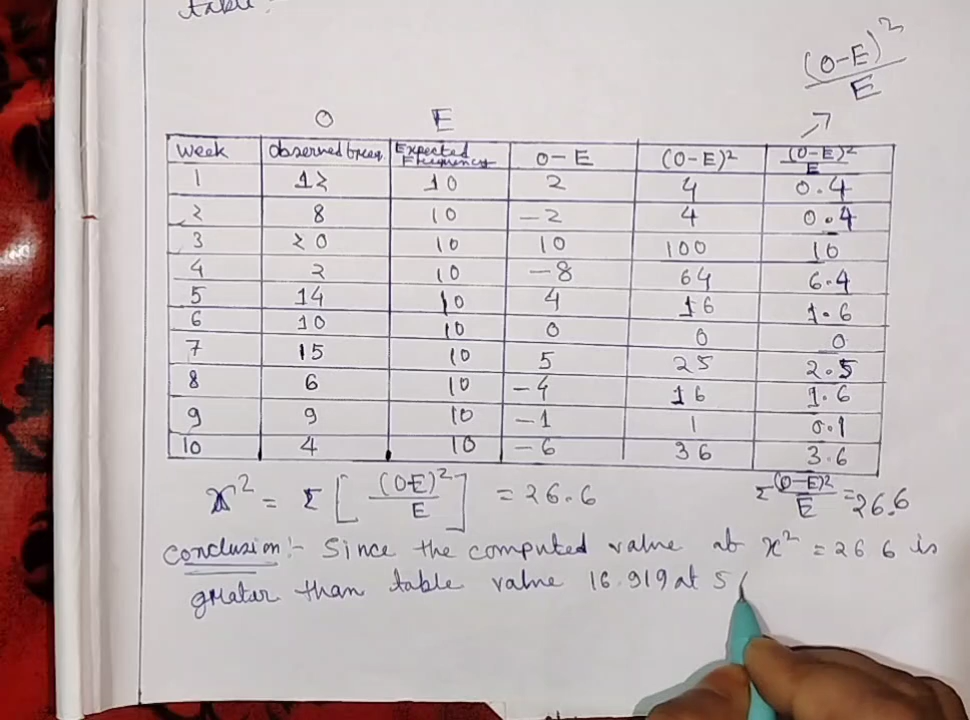 table.
(O-E)²
E
O E
Week Observed freq. Expected Frequency O-E (O-E)² (O-E)²/E
1 12 10 2 4 0.4
2 8 10 -2 4 0.4
3 20 10 10 100 10
4 2 10 -8 64 6.4
5 14 10 4 16 1.6
6 10 10 0 0 0
7 15 10 5 25 2.5
8 6 10 -4 16 1.6
9 9 10 -1 1 0.1
10 4 10 -6 36 3.6
x² = Σ[(O-E)²/E] = 26.6 Σ(O-E)²/E = 26.6
Conclusion:- Since the computed value at x² = 26.6 is
greater than table value 16.919 at 5